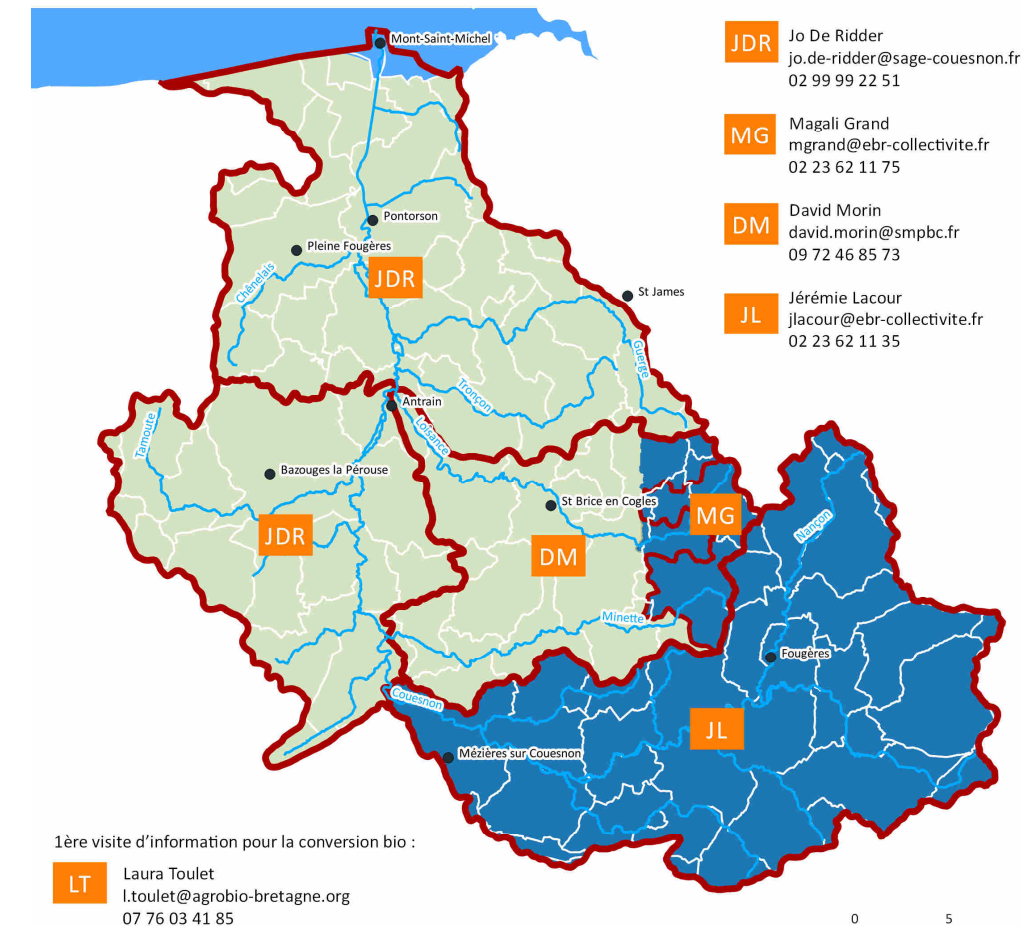 Mont-Saint-Michel
JDR
Jo De Ridder
jo.de-ridder@sage-couesnon.fr
02 99 99 22 51
MG
Magali Grand
mgrand@ebr-collectivite.fr
02 23 62 11 75
DM
David Morin
david.morin@smpbc.fr
09 72 46 85 73
JL
Jérémie Lacour
jlacour@ebr-collectivite.fr
02 23 62 11 35
Pontorson
Pleine Fougères
JDR
Chênelais
St James
Guerge
Tronçon
Antrain
Loisance
Tamoute
Bazouges la Pérouse
St Brice en Cogles
MG
Nançon
JDR
DM
Minette
Fougères
Couesnon
JL
Mézières sur Couesnon
1ère visite d'information pour la conversion bio :
LT
Laura Toulet
l.toulet@agrobio-bretagne.org
07 76 03 41 85
0 5